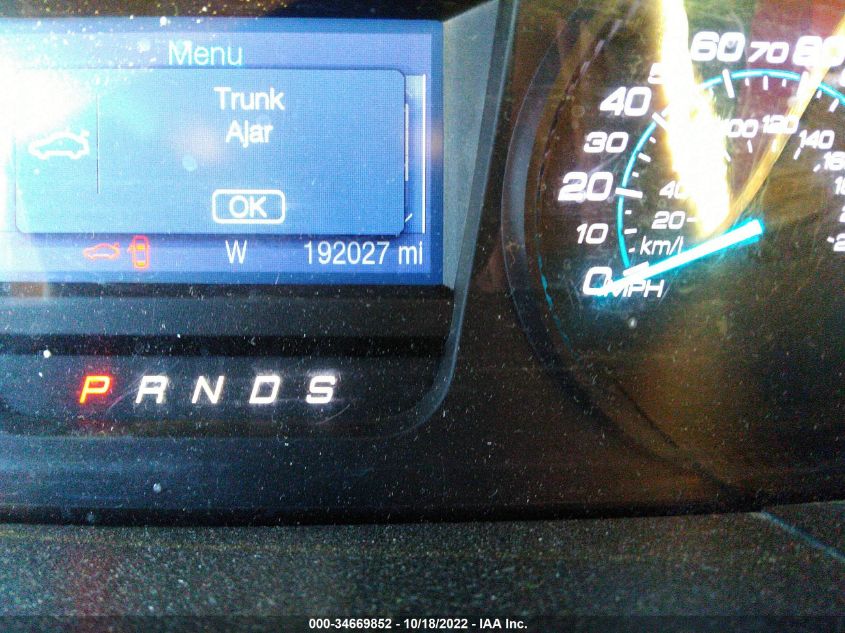 Menu
Trunk
Ajar
OK
W 192027 mi
P R N D S
0 10 20 30 40 60 70 80
MPH
20 40 100 120 140
km/h
000-34669852 - 10/18/2022 - IAA Inc.